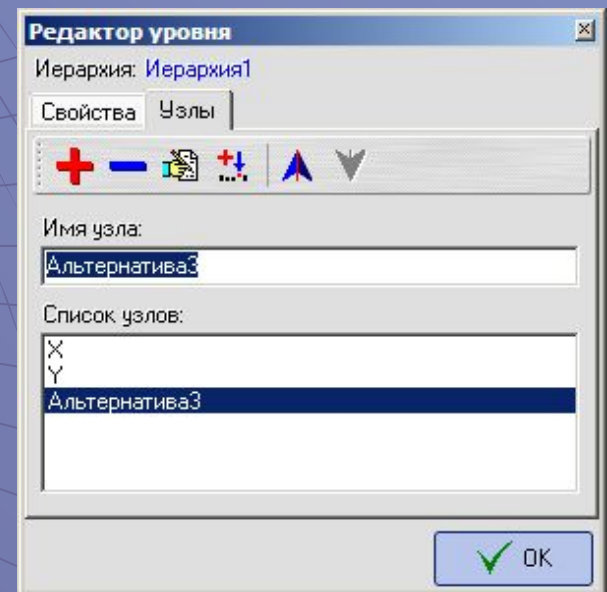 Редактор уровня
Иерархия: Иерархия1
Свойства Узлы
Имя узла:
Альтернатива3
Список узлов:
X
Y
Альтернатива3
OK